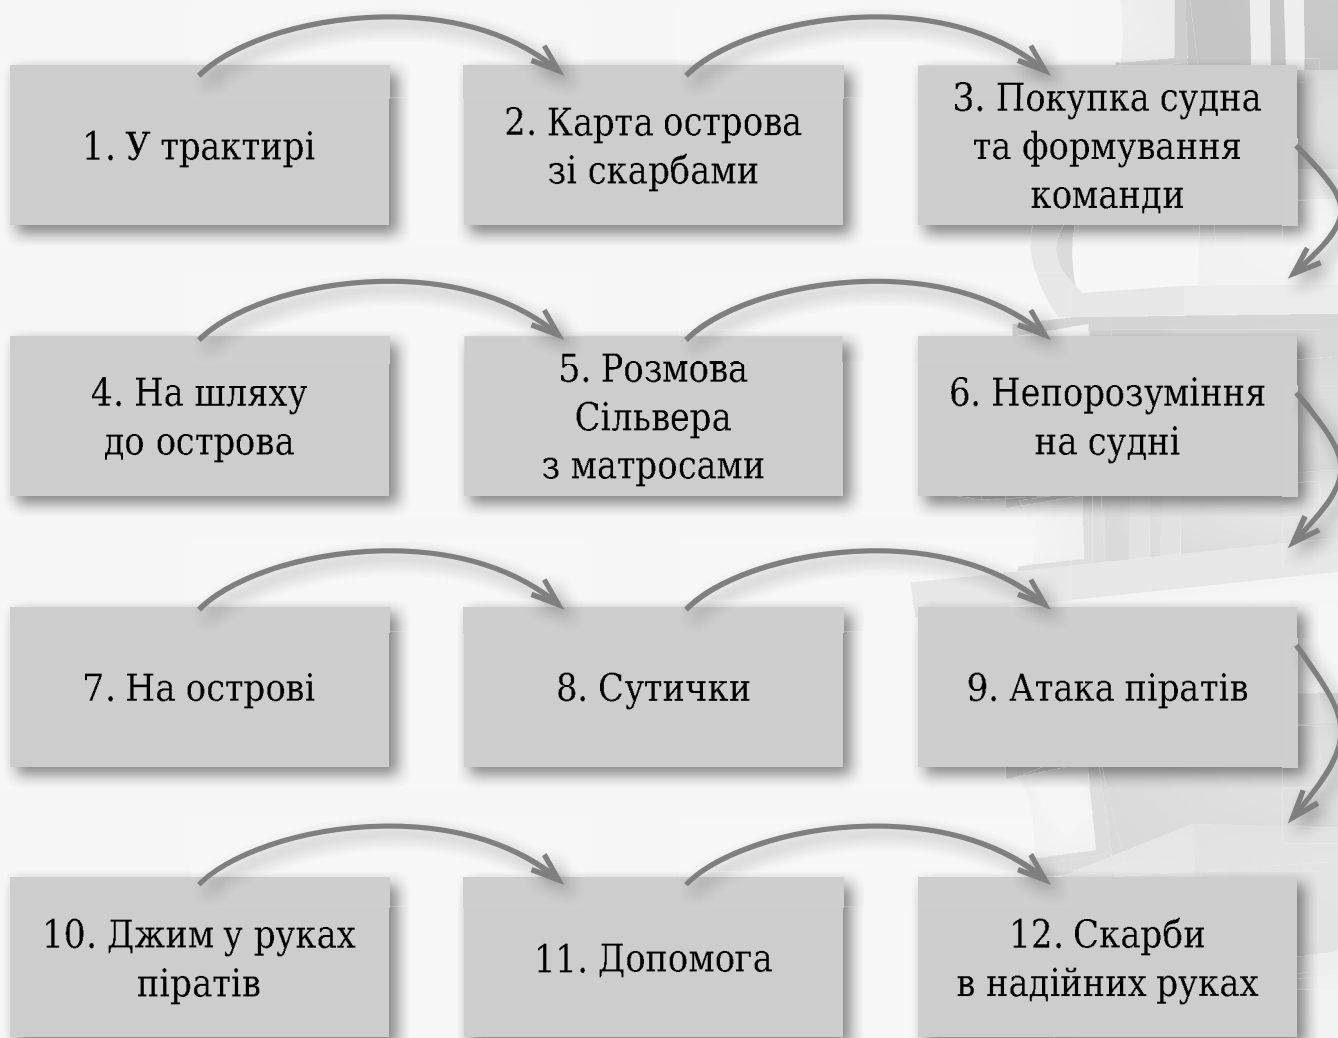 1. У трактирі
2. Карта острова
зі скарбами
3. Покупка судна
та формування
команди
4. На шляху
до острова
5. Розмова
Сільвера
з матросами
6. Непорозуміння
на судні
7. На острові
8. Сутички
9. Атака піратів
10. Джим у руках
піратів
11. Допомога
12. Скарби
в надійних руках